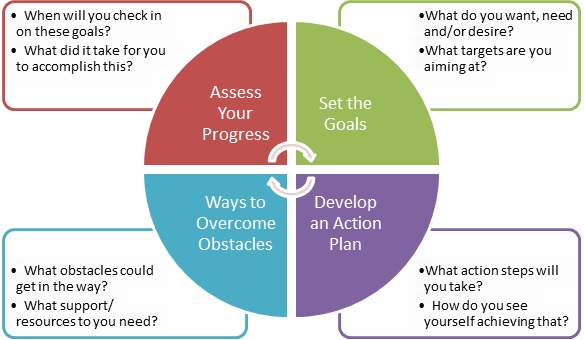 • When will you check in
on these goals?
• What did it take for you
to accomplish this?
•What do you want, need
and/or desire?
•What targets are you
aiming at?
Assess
Your
Progress
Set the
Goals
Ways to
Overcome
Obstacles
Develop
an Action
Plan
• What obstacles could
get in the way?
• What support/
resources to you need?
•What action steps will
you take?
• How do you see
yourself achieving that?